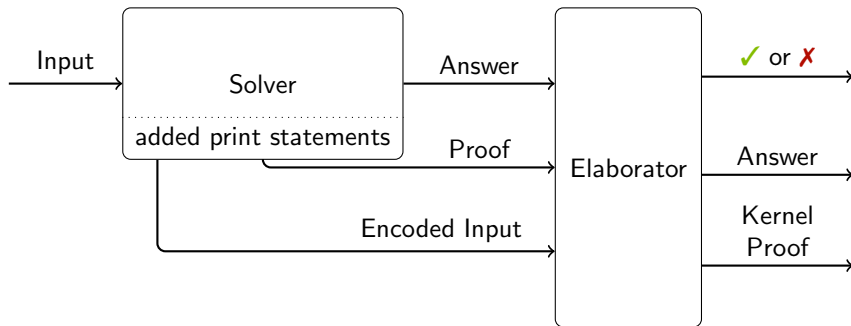 Input
Solver
added print statements
Answer
Proof
Encoded Input
Elaborator
✓ or ✗
Answer
Kernel
Proof